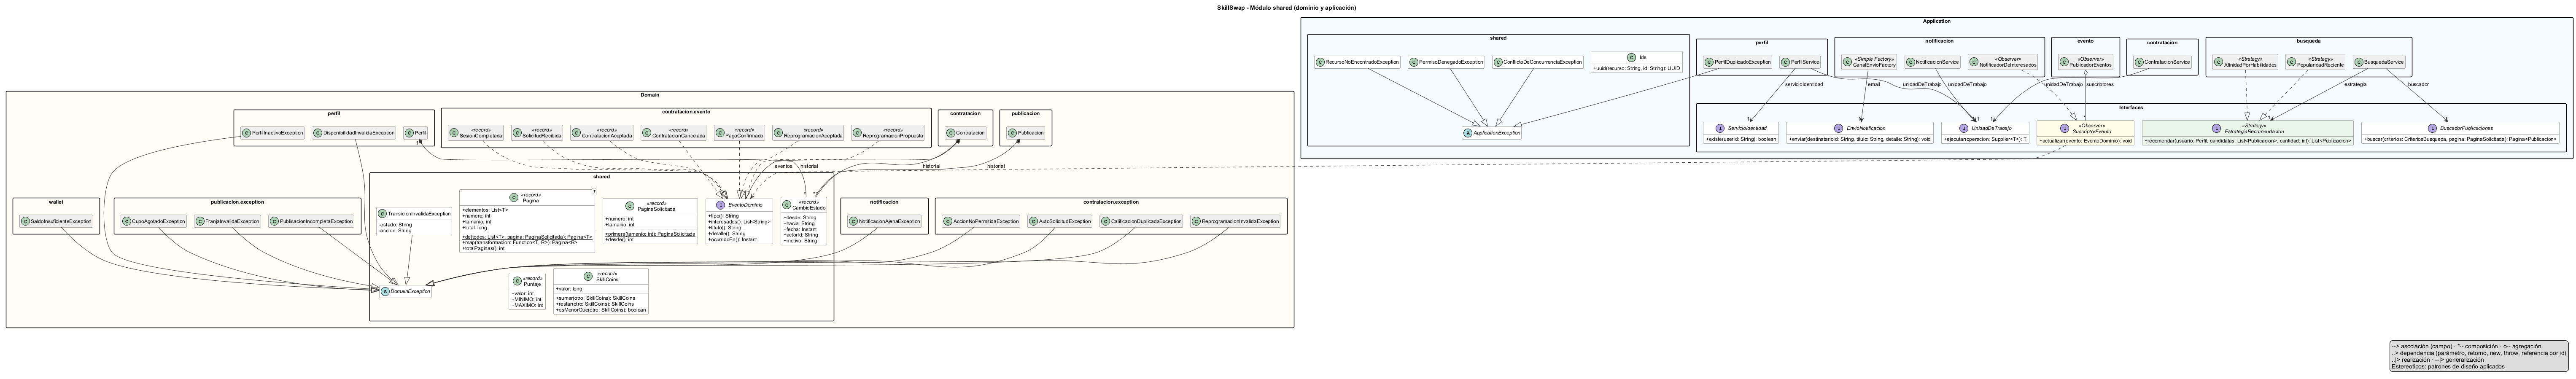 SkillSwap - Módulo shared (dominio y aplicación)
Application
shared
RecursoNoEncontradoException
PermisoDenegadoException
ConflictoDeConcurrenciaException
Ids
+uuid(recurso: String, id: String): UUID
ApplicationException
perfil
PerfilDuplicadoException
PerfilService
notificacion
«Simple Factory»
CanalEnvioFactory
NotificacionService
«Observer»
NotificadorDeInteresados
evento
«Observer»
PublicadorEventos
contratacion
ContratacionService
busqueda
«Strategy»
AfinidadPorHabilidades
«Strategy»
PopularidadReciente
BusquedaService
servicioIdentidad
email
unidadDeTrabajo
unidadDeTrabajo
unidadDeTrabajo
suscriptores
estrategia
buscador
Interfaces
ServicioIdentidad
+existe(userId: String): boolean
EnvioNotificacion
+enviar(destinatarioId: String, titulo: String, detalle: String): void
UnidadDeTrabajo
+ejecutar(operacion: Supplier<T>): T
«Observer»
SuscriptorEvento
+actualizar(evento: EventoDominio): void
«Strategy»
EstrategiaRecomendacion
+recomendar(usuario: Perfil, candidatas: List<Publicacion>, cantidad: int): List<Publicacion>
BuscadorPublicaciones
+buscar(criterios: CriteriosBusqueda, pagina: PaginaSolicitada): Pagina<Publicacion>
Domain
perfil
PerfilInactivoException
DisponibilidadInvalidaException
Perfil
contratacion.evento
«record»
SesionCompletada
«record»
SolicitudRecibida
«record»
ContratacionAceptada
«record»
ContratacionCancelada
«record»
PagoConfirmado
«record»
ReprogramacionAceptada
«record»
ReprogramacionPropuesta
contratacion
Contratacion
publicacion
Publicacion
eventos
historial
historial
historial
wallet
SaldoInsuficienteException
publicacion.exception
CupoAgotadoException
FranjaInvalidaException
PublicacionIncompletaException
shared
TransicionInvalidaException
-estado: String
-accion: String
«record»
Pagina
T
+elementos: List<T>
+numero: int
+tamanio: int
+total: long
+de(todos: List<T>, pagina: PaginaSolicitada): Pagina<T>
+map(transformacion: Function<T, R>): Pagina<R>
+totalPaginas(): int
«record»
PaginaSolicitada
+numero: int
+tamanio: int
+primera(tamanio: int): PaginaSolicitada
+desde(): int
EventoDominio
+tipo(): String
+interesados(): List<String>
+titulo(): String
+detalle(): String
+ocurridoEn(): Instant
«record»
CambioEstado
+desde: String
+hacia: String
+fecha: Instant
+actorId: String
+motivo: String
DomainException
«record»
Puntaje
+valor: int
+MINIMO: int
+MAXIMO: int
«record»
SkillCoins
+valor: long
+sumar(otro: SkillCoins): SkillCoins
+restar(otro: SkillCoins): SkillCoins
+esMenorQue(otro: SkillCoins): boolean
notificacion
NotificacionAjenaException
contratacion.exception
AccionNoPermitidaException
AutoSolicitudException
CalificacionDuplicadaException
ReprogramacionInvalidaException
--> asociación (campo) · *-- composición · o-- agregación
..> dependencia (parámetro, retorno, new, throw, referencia por id)
..|> realización · --|> generalización
Estereotipos: patrones de diseño aplicados